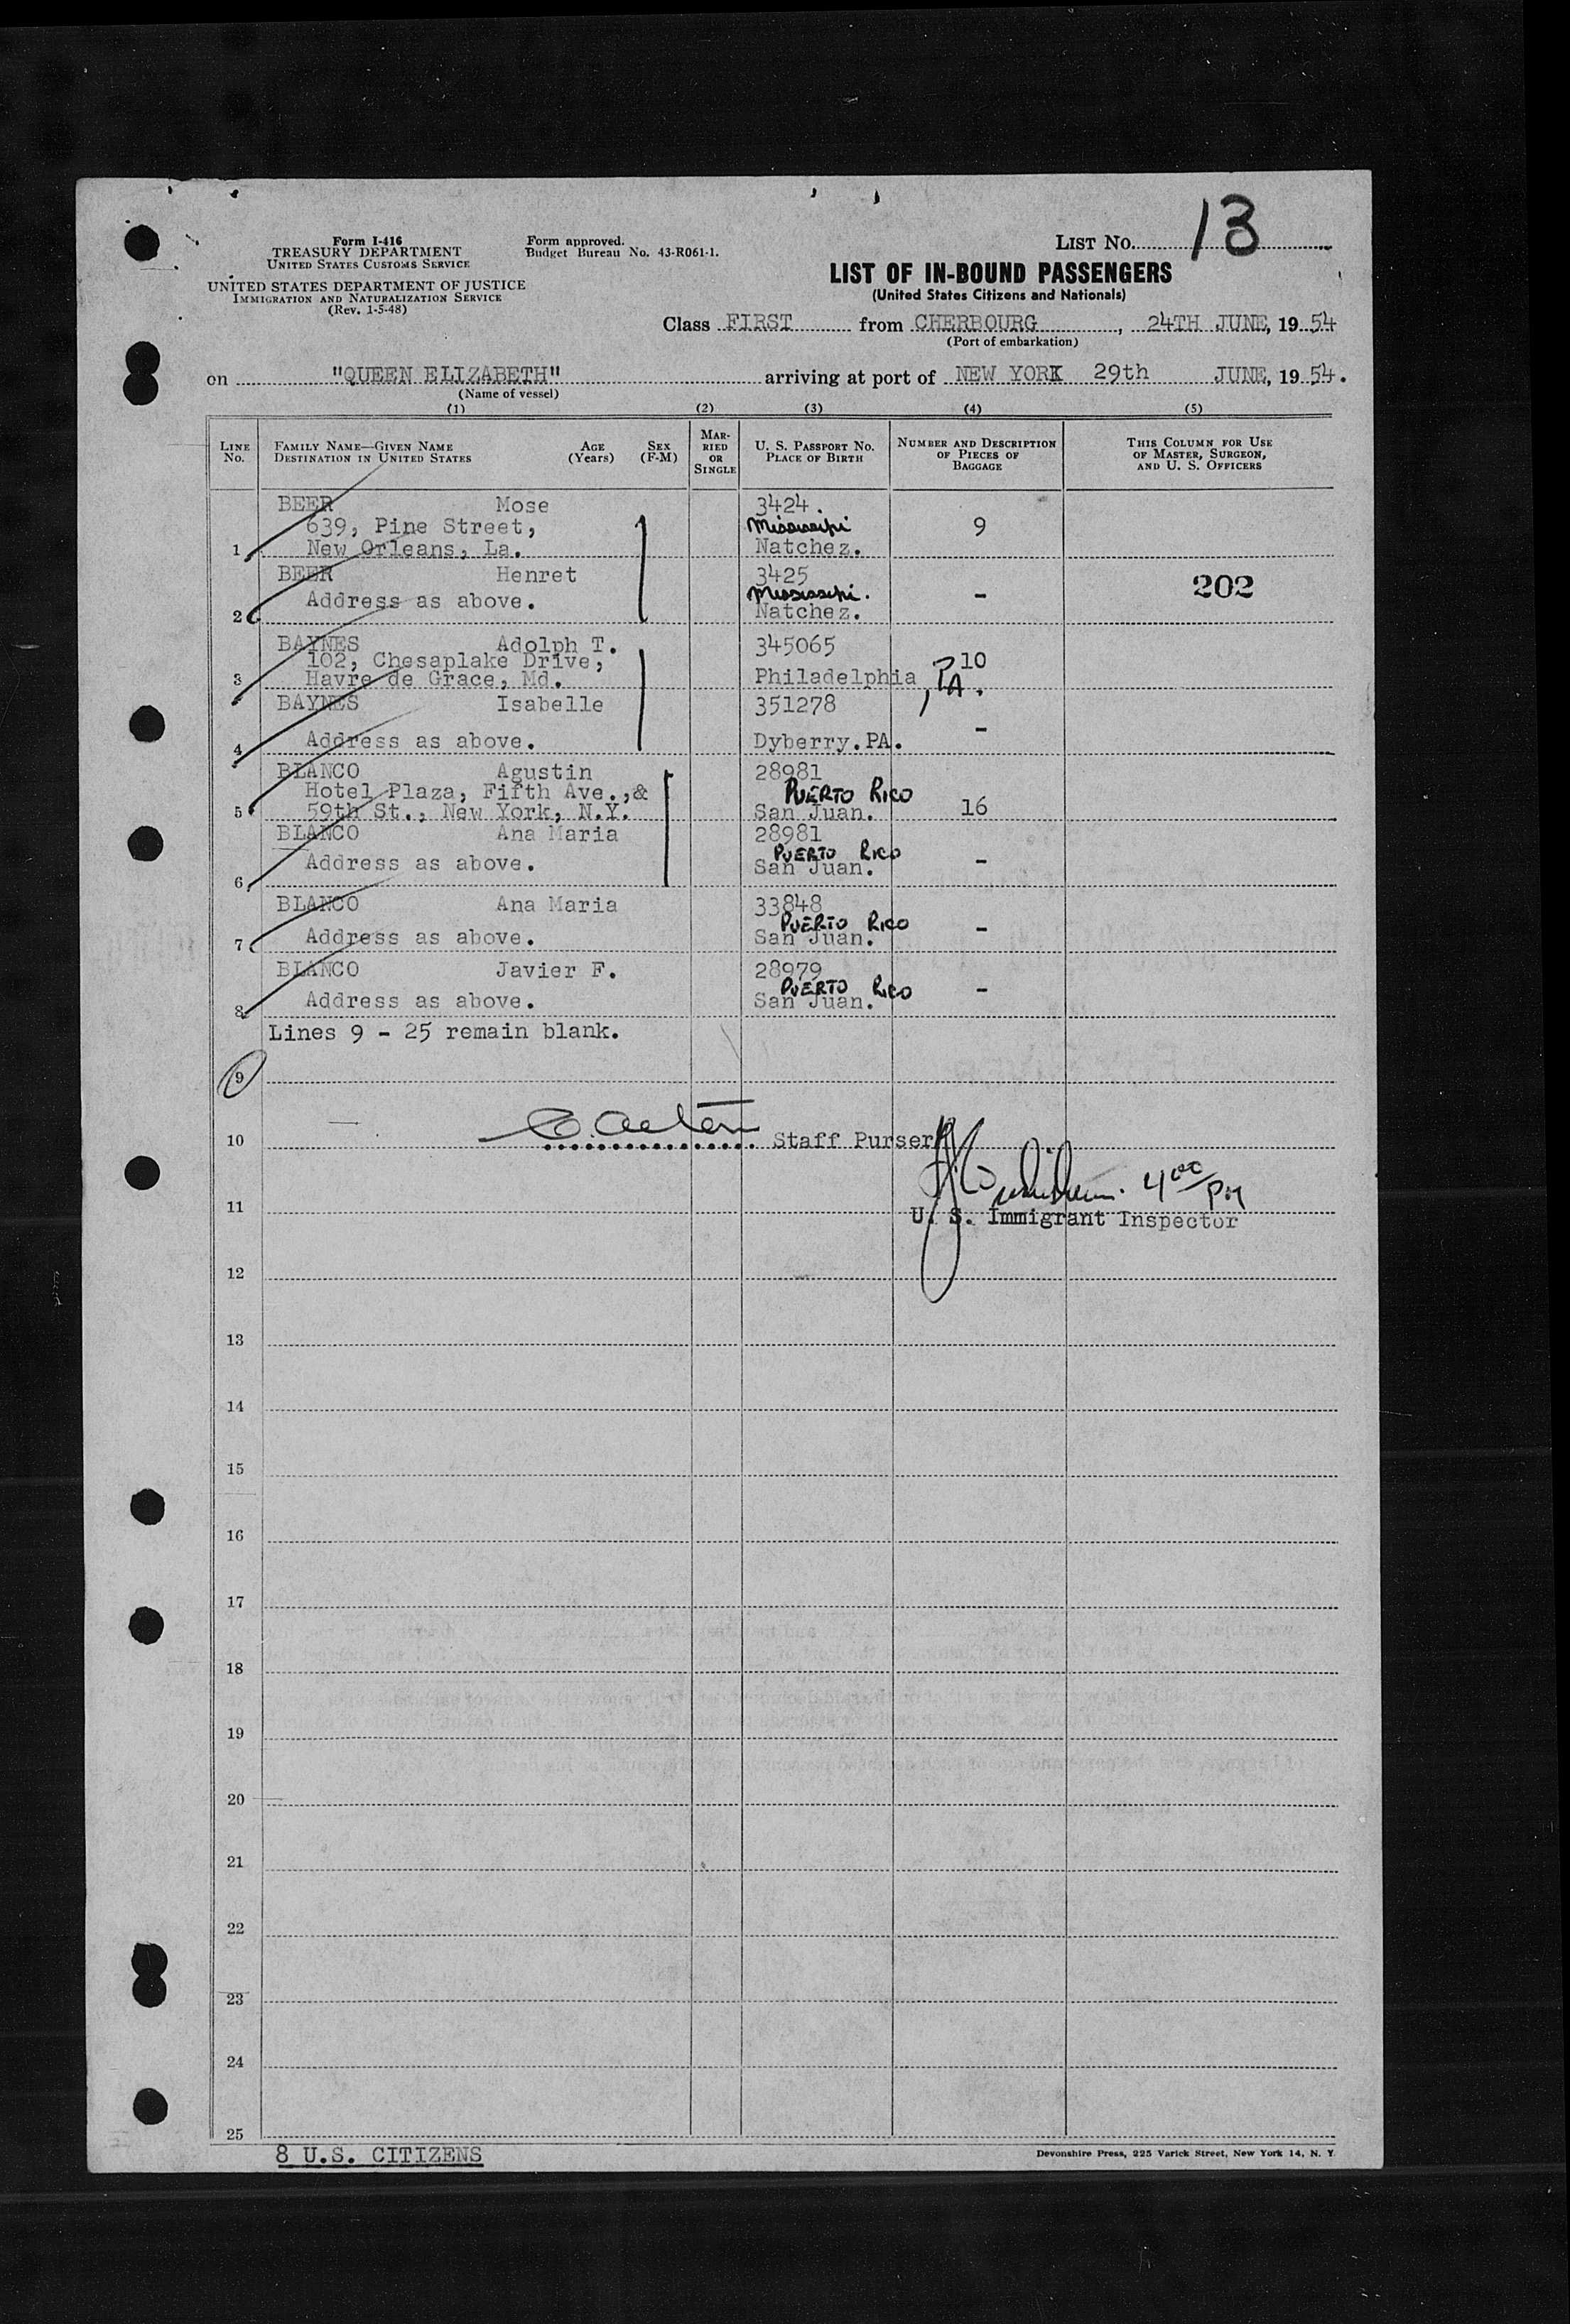 13
Form I-416
TREASURY DEPARTMENT
UNITED STATES CUSTOMS SERVICE
UNITED STATES DEPARTMENT OF JUSTICE
IMMIGRATION AND NATURALIZATION SERVICE
(Rev. 1-5-48)
Form approved.
Budget Bureau No. 43-R061-1.
LIST NO.
LIST OF IN-BOUND PASSENGERS
(United States Citizens and Nationals)
Class FIRST from CHERBOURG, 24TH JUNE, 19 54
(Port of embarkation)
on "QUEEN ELIZABETH" arriving at port of NEW YORK 29th JUNE, 19 54.
(Name of vessel)
(1) (2) (3) (4) (5)
LINE NO.
FAMILY NAME—GIVEN NAME
DESTINATION IN UNITED STATES
AGE (Years)
SEX (F-M)
MAR-RIED OR SINGLE
U. S. PASSPORT NO.
PLACE OF BIRTH
NUMBER AND DESCRIPTION OF PIECES OF BAGGAGE
THIS COLUMN FOR USE OF MASTER, SURGEON, AND U. S. OFFICERS
BEER Mose 3424.
639, Pine Street, Mississipi 9
1 New Orleans, La. Natchez.
BEER Henret 3425
Address as above. Mississipi. - 202
2 Natchez.
BAYNES Adolph T. 345065
102, Chesaplake Drive, 10
3 Havre de Grace, Md. Philadelphia, PA.
BAYNES Isabelle 351278
-
4 Address as above. Dyberry.PA.
BLANCO Agustin 28981
Hotel Plaza, Fifth Ave.,& PUERTO RICO
5 59th St., New York, N.Y. San Juan. 16
BLANCO Ana Maria 28981
PUERTO RICO
Address as above. San Juan. -
6
BLANCO Ana Maria 33848
PUERTO RICO
7 Address as above. San Juan. -
BLANCO Javier F. 28979
PUERTO RICO
8 Address as above. San Juan. -
Lines 9 - 25 remain blank.
9
10 Staff Purser
4 00/PM
11
U. S. Immigrant Inspector
12
13
14
15
16
17
18
19
20
21
22
23
24
25
8 U.S. CITIZENS
Devonshire Press, 225 Varick Street, New York 14, N. Y.